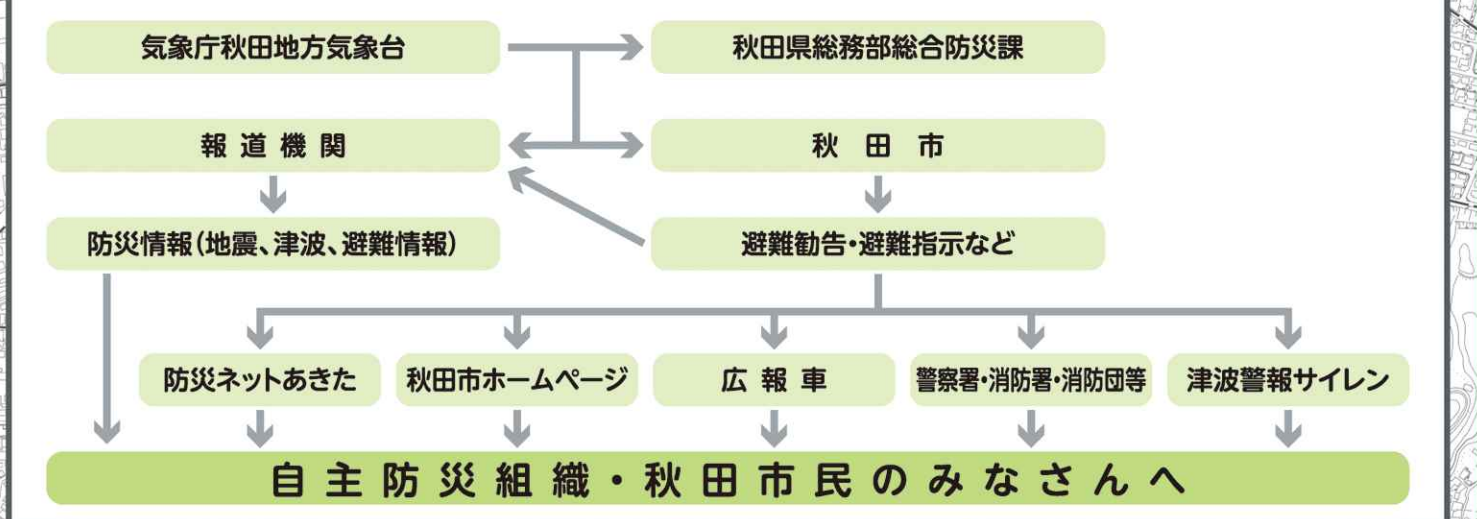 気象庁秋田地方気象台
秋田県総務部総合防災課
報道機関
秋田市
防災情報(地震、津波、避難情報)
避難勧告・避難指示など
防災ネットあきた
秋田市ホームページ
広報車
警察署・消防署・消防団等
津波警報サイレン
自主防災組織・秋田市民のみなさんへ